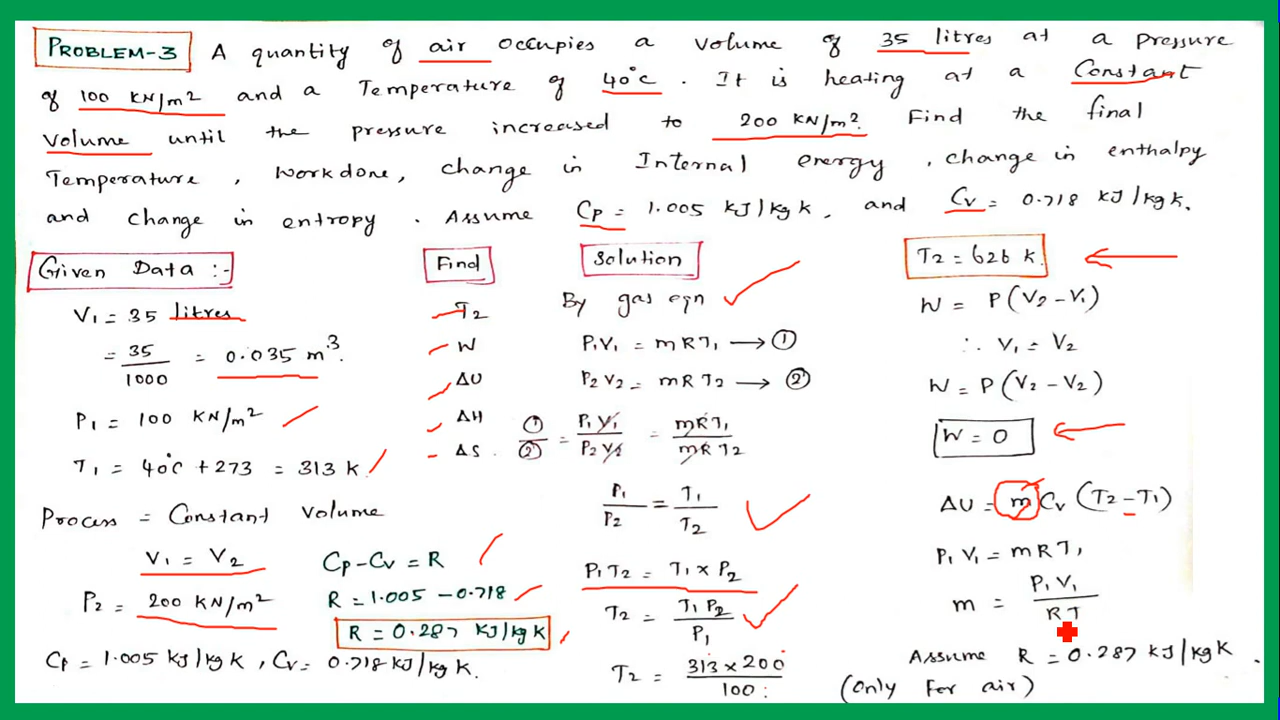 PROBLEM-3 A quantity of air occupies a volume of 35 litres at a pressure
of 100 KN/m2 and a Temperature of 40°C. It is heating at a Constant
Volume until the pressure increased to 200 KN/m2. Find the final
Temperature, Workdone, change in Internal energy, change in enthalpy
and change in entropy. Assume Cp = 1.005 KJ/kg K, and Cv = 0.718 KJ/kg K.
Given Data :-
V1 = 35 litres
= 35/1000 = 0.035 m3.
P1 = 100 KN/m2
T1 = 40°C + 273 = 313 K
Process = Constant Volume
V1 = V2
P2 = 200 KN/m2
Cp - Cv = R
R = 1.005 - 0.718
R = 0.287 KJ/kg K
Cp = 1.005 KJ/kg K, Cv = 0.718 KJ/kg K.
Find
T2
W
ΔU
ΔH
ΔS.
Solution
By gas eqn
P1V1 = mRT1 → ①
P2V2 = mRT2 → ②
①/② = P1V1/P2V2 = mRT1/mRT2
P1/P2 = T1/T2
P1T2 = T1 × P2
T2 = T1P2/P1
T2 = 313 × 200/100
T2 = 626 K.
W = P(V2 - V1)
∴ V1 = V2
W = P(V2 - V2)
W = 0
ΔU = m Cv (T2 - T1)
P1V1 = mRT1
m = P1V1/RT
Assume R = 0.287 KJ/kg K.
(Only For air)